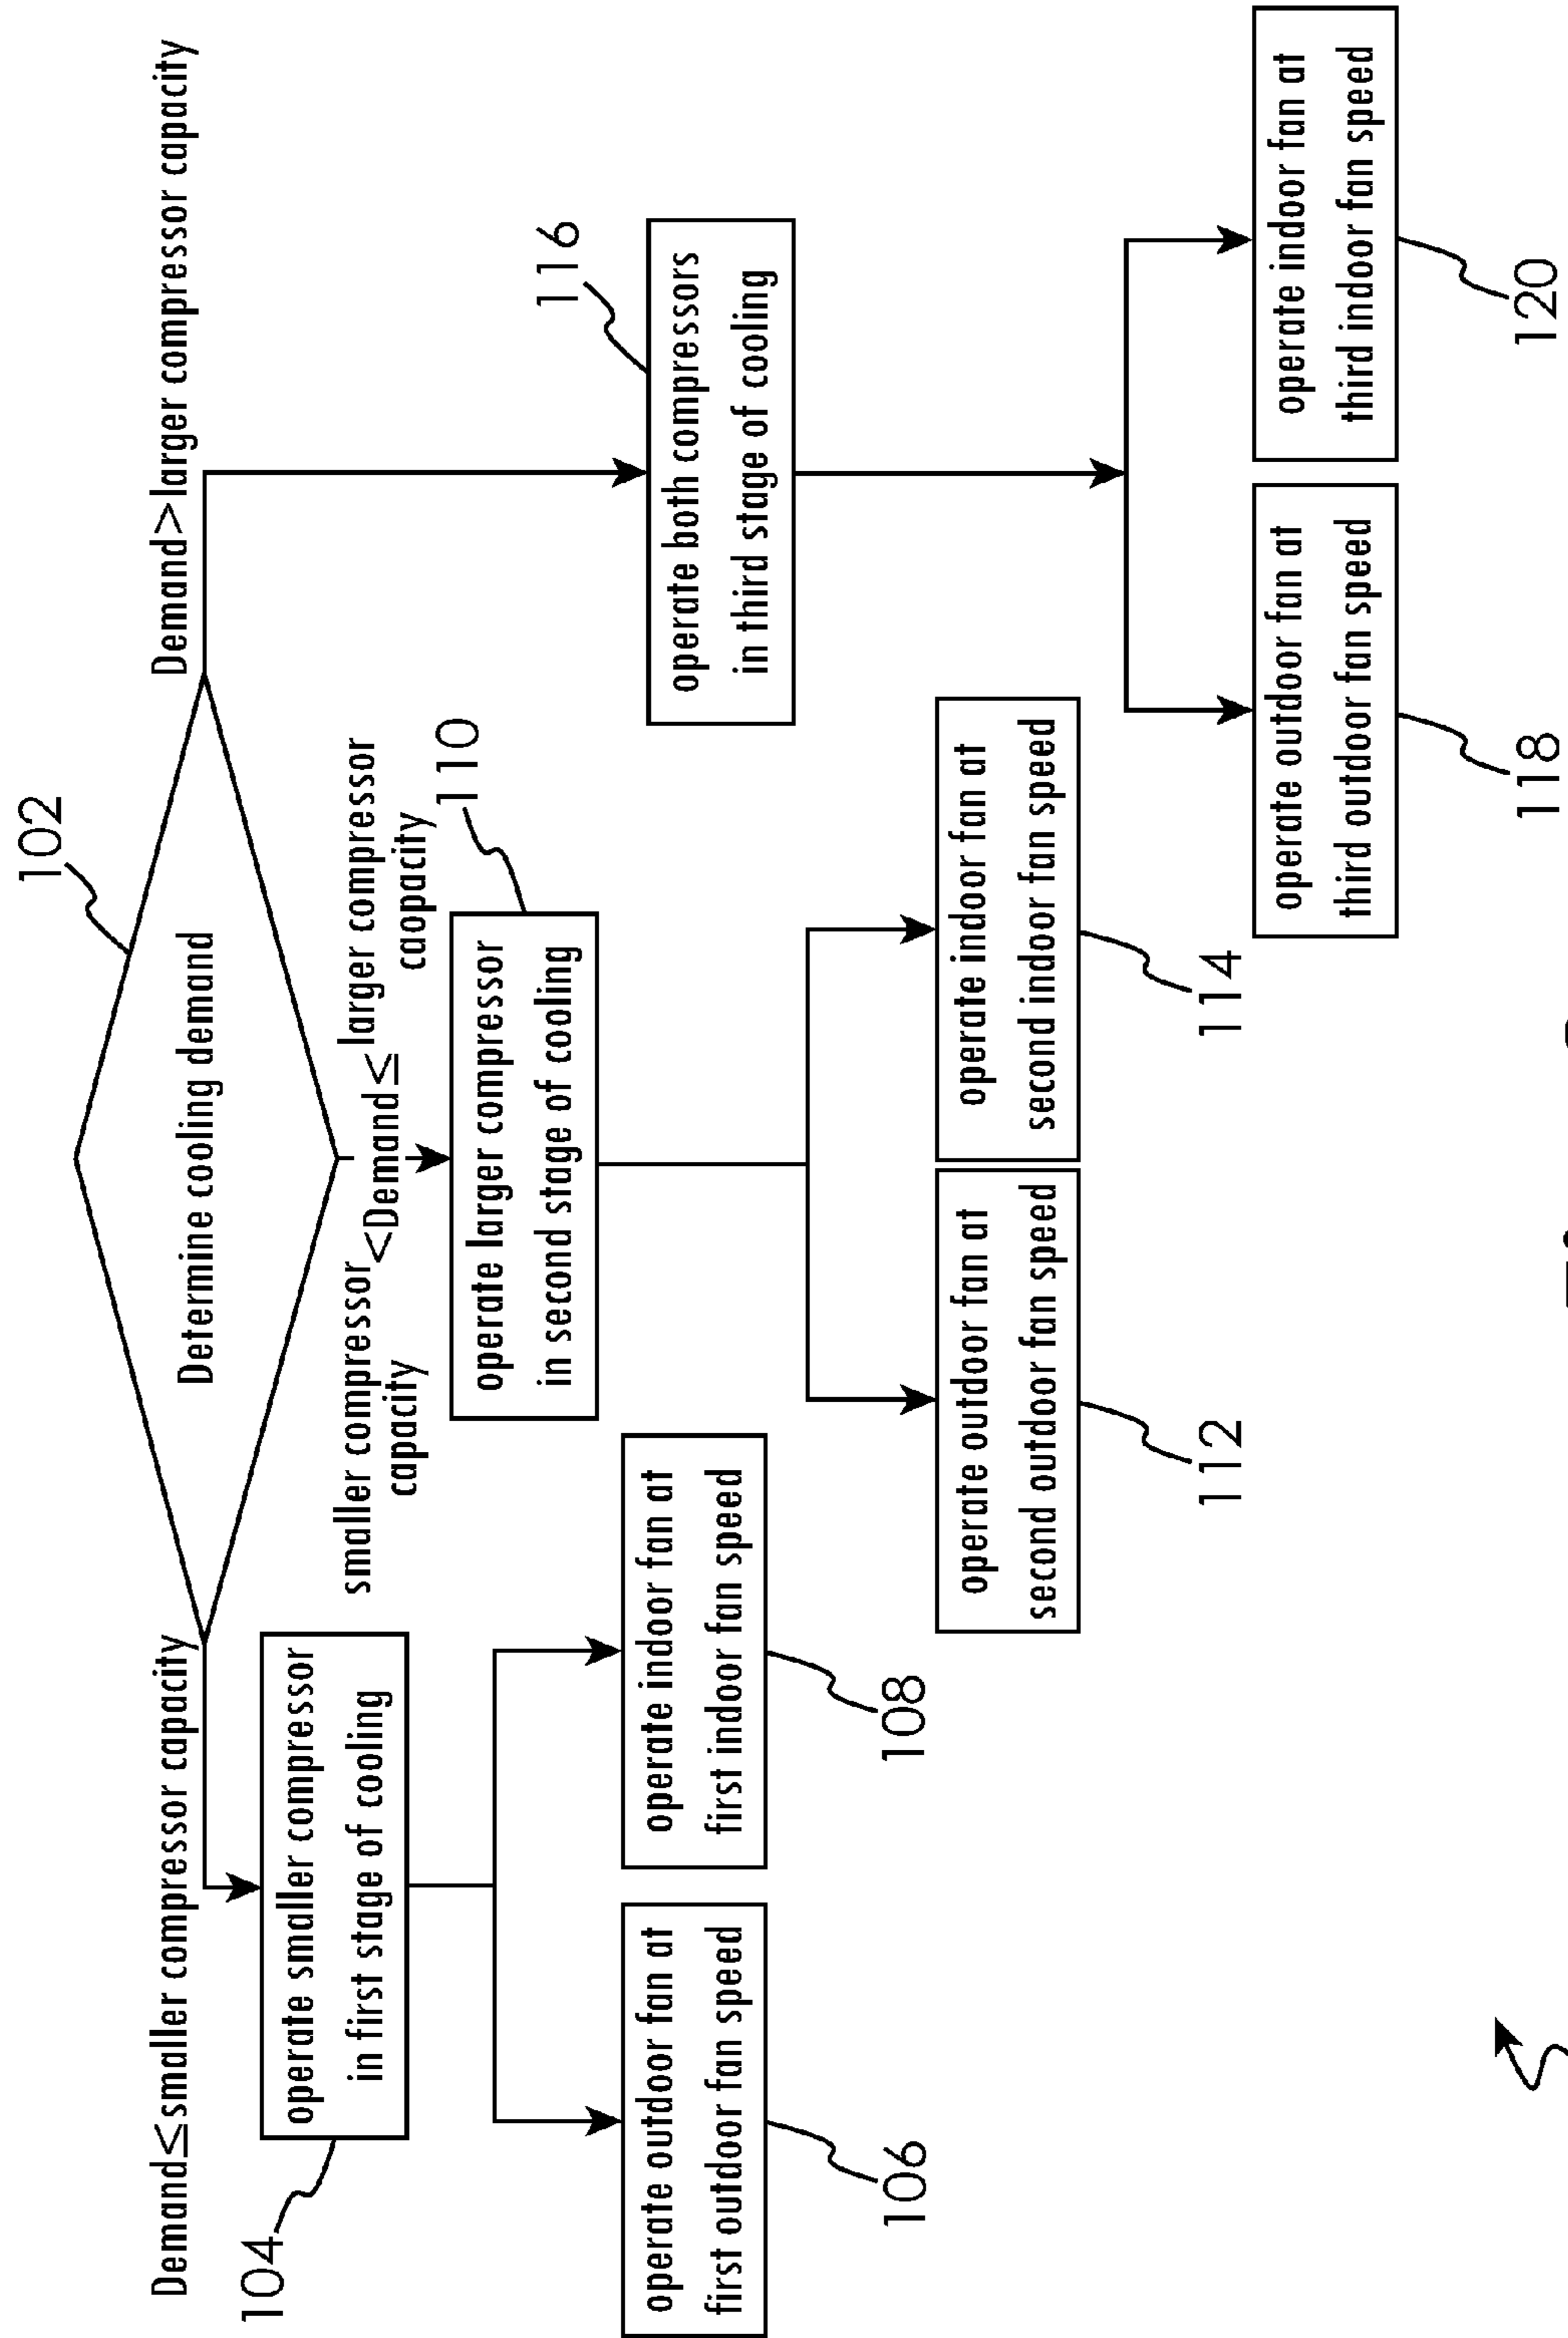 102
Determine cooling demand
Demand≤smaller compressor capacity
smaller compressor
capacity
<Demand≤
larger compressor
caopacity
Demand>larger compressor capacity
104
operate smaller compressor
in first stage of cooling
110
operate larger compressor
in second stage of cooling
116
operate both compressors
in third stage of cooling
operate outdoor fan at
first outdoor fan speed
106
operate indoor fan at
first indoor fan speed
108
operate outdoor fan at
second outdoor fan speed
112
operate indoor fan at
second indoor fan speed
114
operate outdoor fan at
third outdoor fan speed
118
operate indoor fan at
third indoor fan speed
120